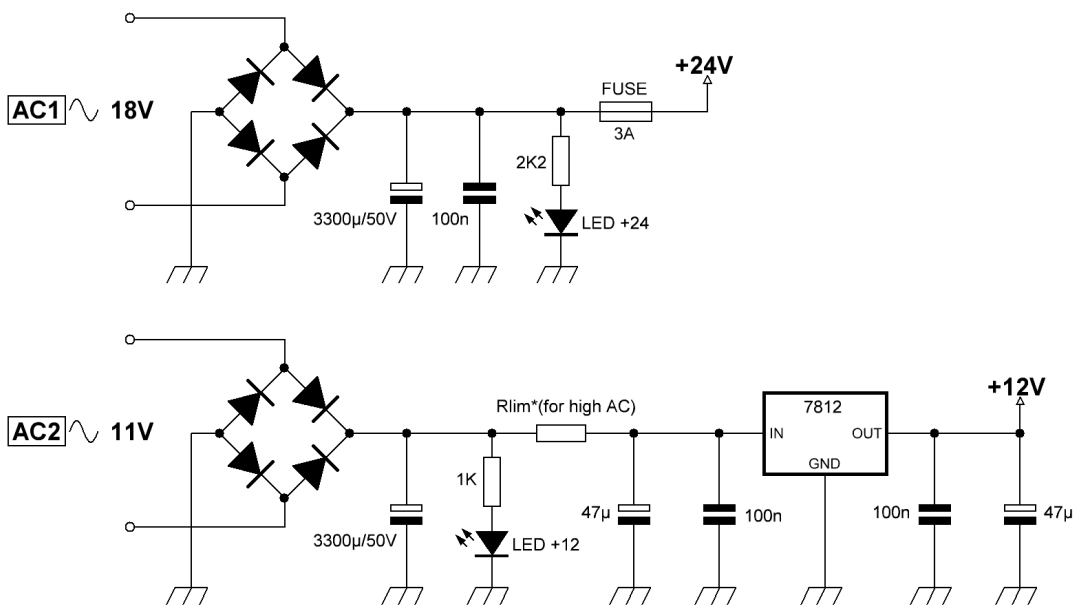 +24V
FUSE
AC1 18V
3A
2K2
3300µ/50V
100n
LED +24
+12V
Rlim*(for high AC)
7812
AC2 11V
IN
OUT
GND
1K
47µ
100n
100n
47µ
3300µ/50V
LED +12